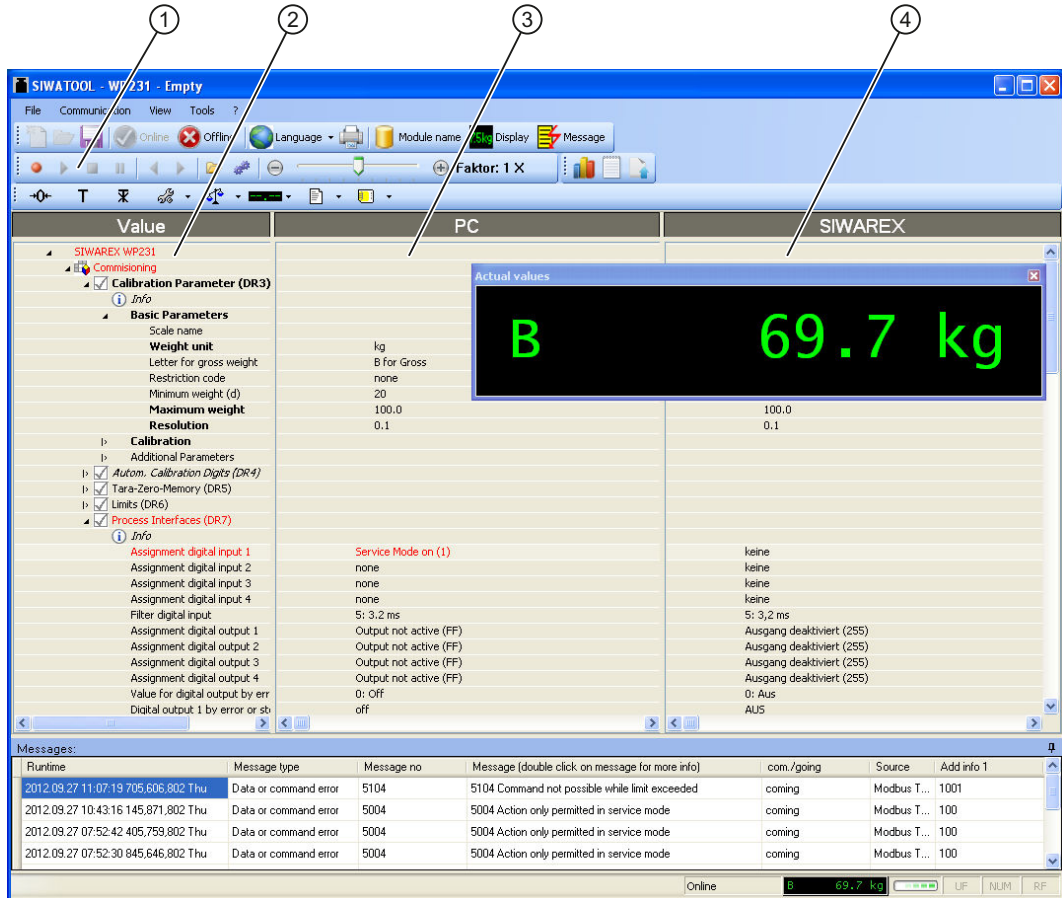 1 2 3 4
SIWATOOL - WP231 - Empty
File Communication View Tools ?
Online Offline Language Module name Display Message
Faktor: 1 X
→0← T
Value PC SIWAREX
SIWAREX WP231
Commisioning
Actual values
Calibration Parameter (DR3)
i Info
Basic Parameters
B 69.7 kg
Scale name
Weight unit kg
Letter for gross weight B for Gross
Restriction code none
Minimum weight (d) 20
Maximum weight 100.0 100.0
Resolution 0.1 0.1
Calibration
Additional Parameters
Autom. Calibration Digits (DR4)
Tara-Zero-Memory (DR5)
Limits (DR6)
Process Interfaces (DR7)
i Info
Assignment digital input 1 Service Mode on (1) keine
Assignment digital input 2 none keine
Assignment digital input 3 none keine
Assignment digital input 4 none keine
Filter digital input 5: 3.2 ms 5: 3,2 ms
Assignment digital output 1 Output not active (FF) Ausgang deaktiviert (255)
Assignment digital output 2 Output not active (FF) Ausgang deaktiviert (255)
Assignment digital output 3 Output not active (FF) Ausgang deaktiviert (255)
Assignment digital output 4 Output not active (FF) Ausgang deaktiviert (255)
Value for digital output by err 0: Off 0: Aus
Digital output 1 by error or st off AUS
Messages:
Runtime Message type Message no Message (double click on message for more info) com./going Source Add info 1
2012.09.27 11:07:19 705,606,802 Thu Data or command error 5104 5104 Command not possible while limit exceeded coming Modbus T... 1001
2012.09.27 10:43:16 145,871,802 Thu Data or command error 5004 5004 Action only permitted in service mode coming Modbus T... 100
2012.09.27 07:52:42 405,759,802 Thu Data or command error 5004 5004 Action only permitted in service mode coming Modbus T... 100
2012.09.27 07:52:30 845,646,802 Thu Data or command error 5004 5004 Action only permitted in service mode coming Modbus T... 100
Online B 69.7 kg UF NUM RF